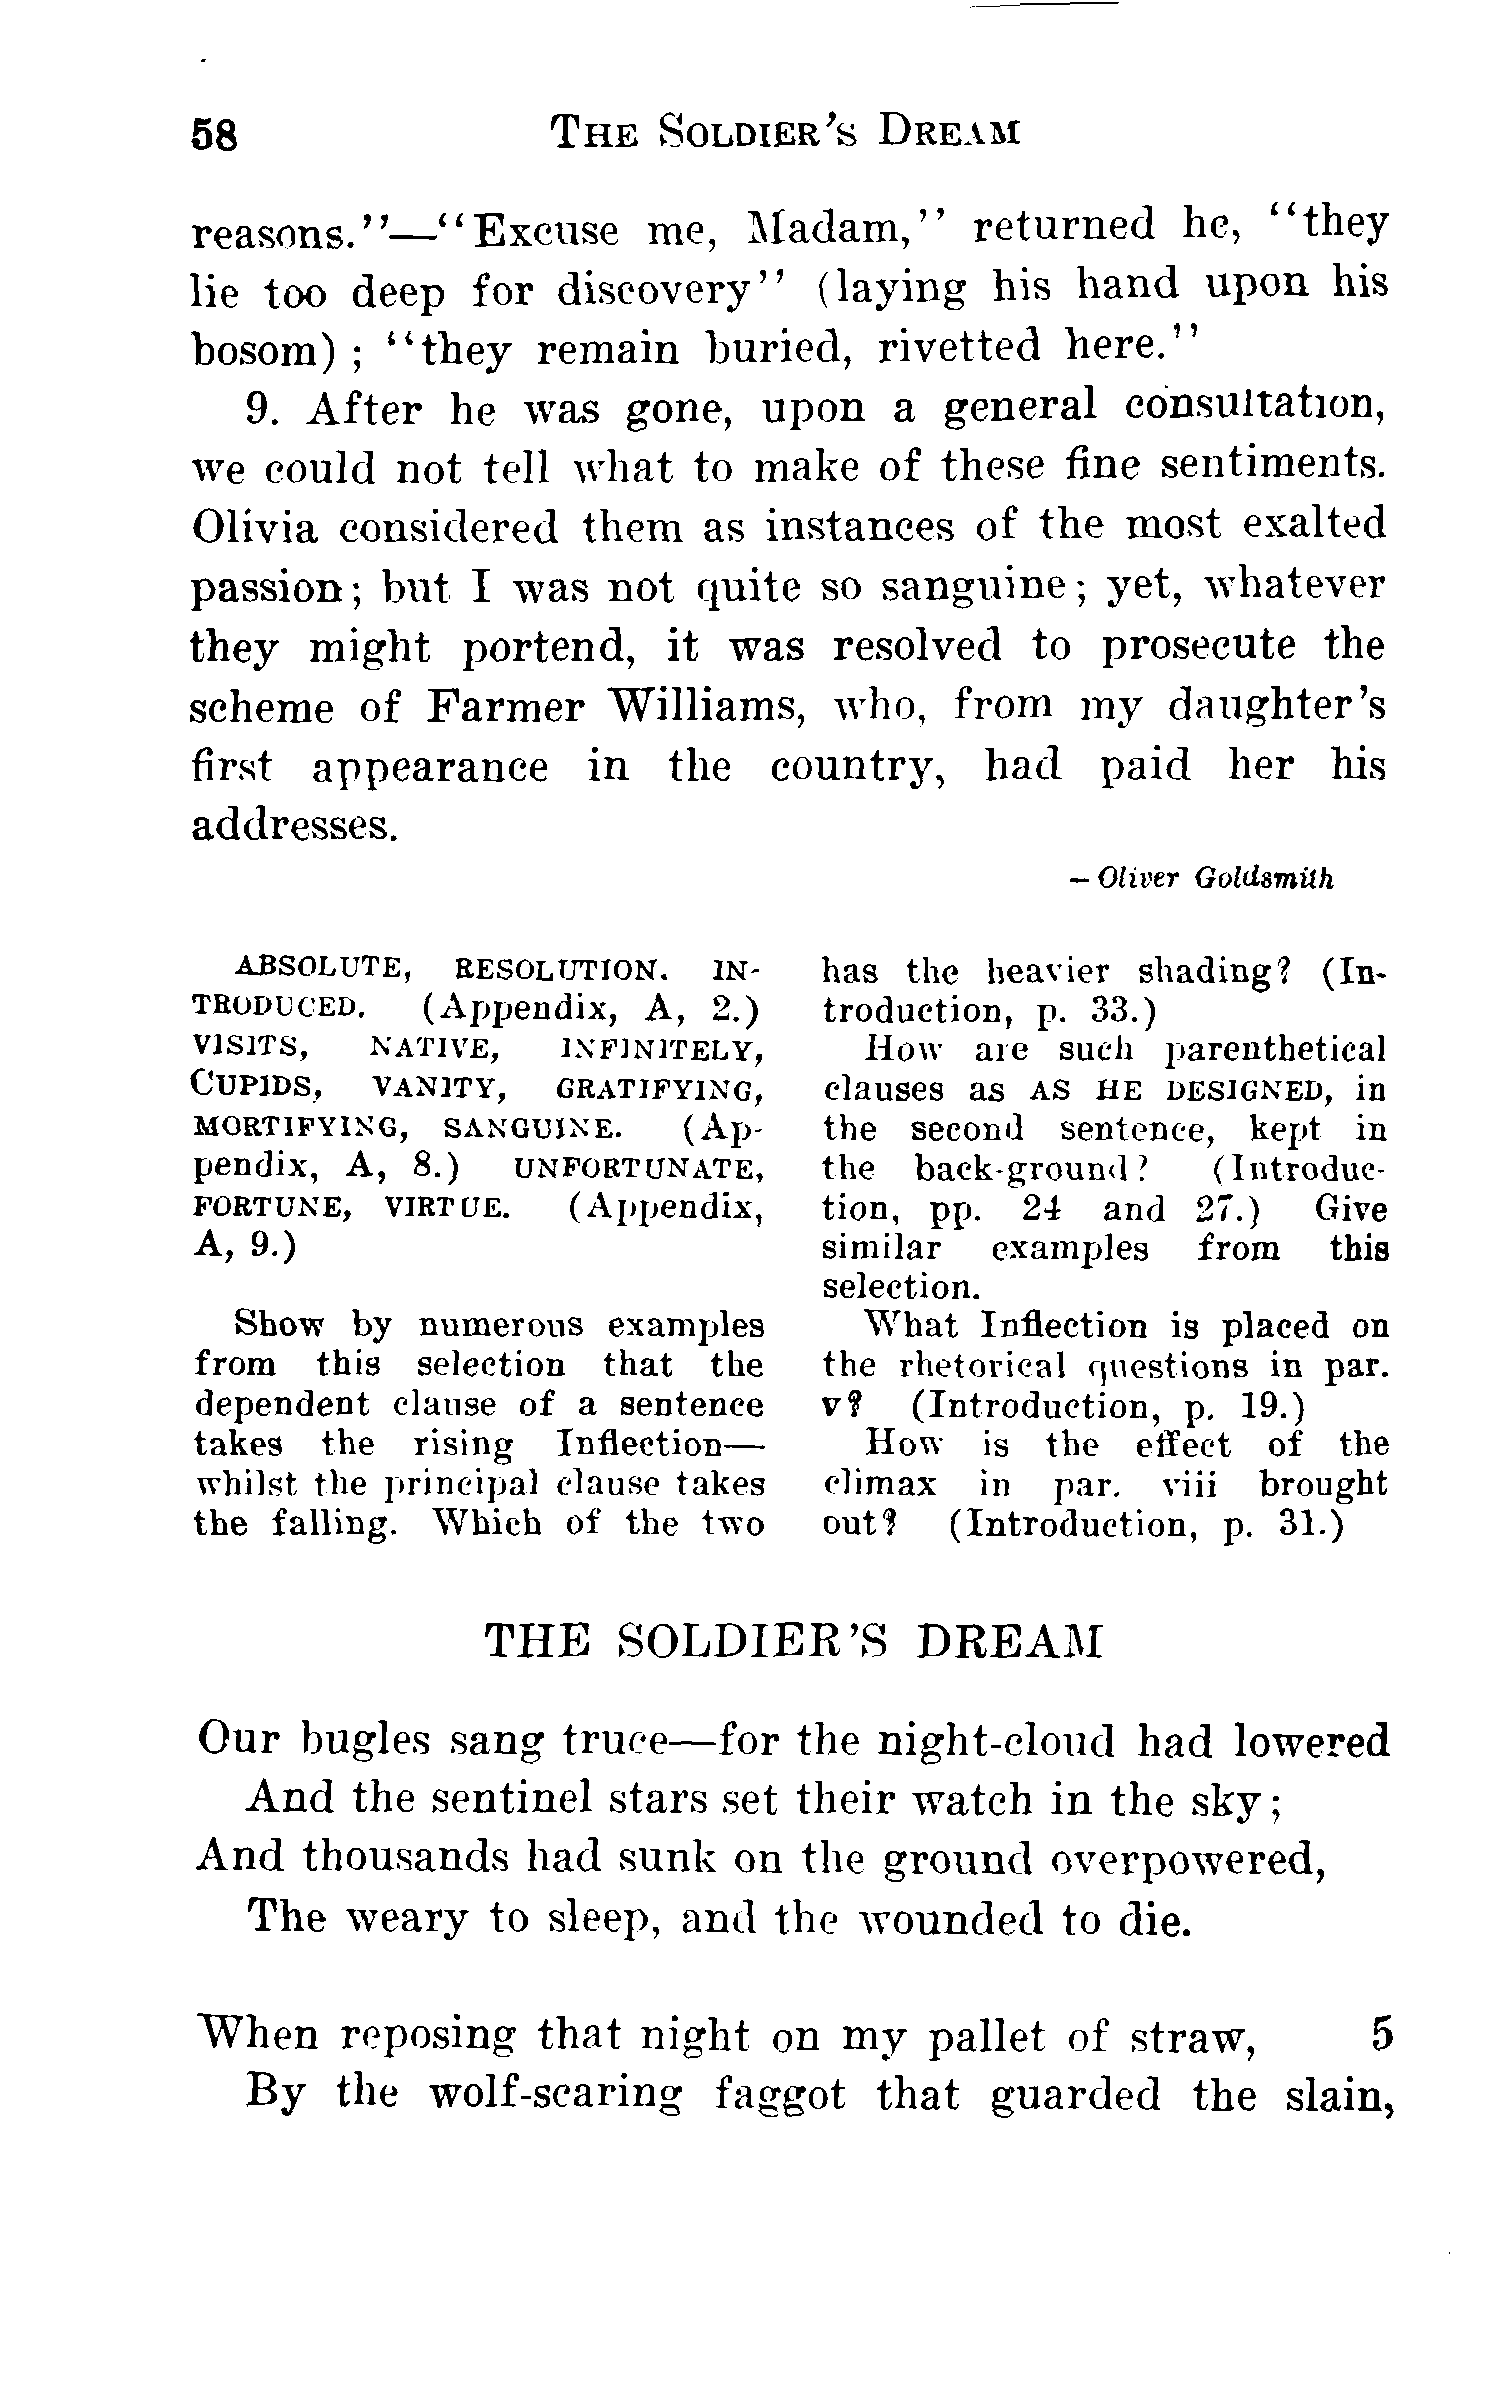 58 THE SOLDIER'S DREAM
reasons."—"Excuse me, Madam," returned he, "they
lie too deep for discovery" (laying his hand upon his
bosom); "they remain buried, rivetted here."
9. After he was gone, upon a general consultation,
we could not tell what to make of these fine sentiments.
Olivia considered them as instances of the most exalted
passion; but I was not quite so sanguine; yet, whatever
they might portend, it was resolved to prosecute the
scheme of Farmer Williams, who, from my daughter's
first appearance in the country, had paid her his
addresses.
— Oliver Goldsmith
ABSOLUTE, RESOLUTION. IN-
TRODUCED. (Appendix, A, 2.)
VISITS, NATIVE, INFINITELY,
CUPIDS, VANITY, GRATIFYING,
MORTIFYING, SANGUINE. (Ap-
pendix, A, 8.) UNFORTUNATE,
FORTUNE, VIRTUE. (Appendix,
A, 9.)
Show by numerous examples
from this selection that the
dependent clause of a sentence
takes the rising Inflection—
whilst the principal clause takes
the falling. Which of the two
has the heavier shading? (In-
troduction, p. 33.)
How are such parenthetical
clauses as AS HE DESIGNED, in
the second sentence, kept in
the back-ground? (Introduc-
tion, pp. 24 and 27.) Give
similar examples from this
selection.
What Inflection is placed on
the rhetorical questions in par.
v? (Introduction, p. 19.)
How is the effect of the
climax in par. viii brought
out? (Introduction, p. 31.)
THE SOLDIER'S DREAM
Our bugles sang truce—for the night-cloud had lowered
And the sentinel stars set their watch in the sky;
And thousands had sunk on the ground overpowered,
The weary to sleep, and the wounded to die.
When reposing that night on my pallet of straw, 5
By the wolf-scaring faggot that guarded the slain,